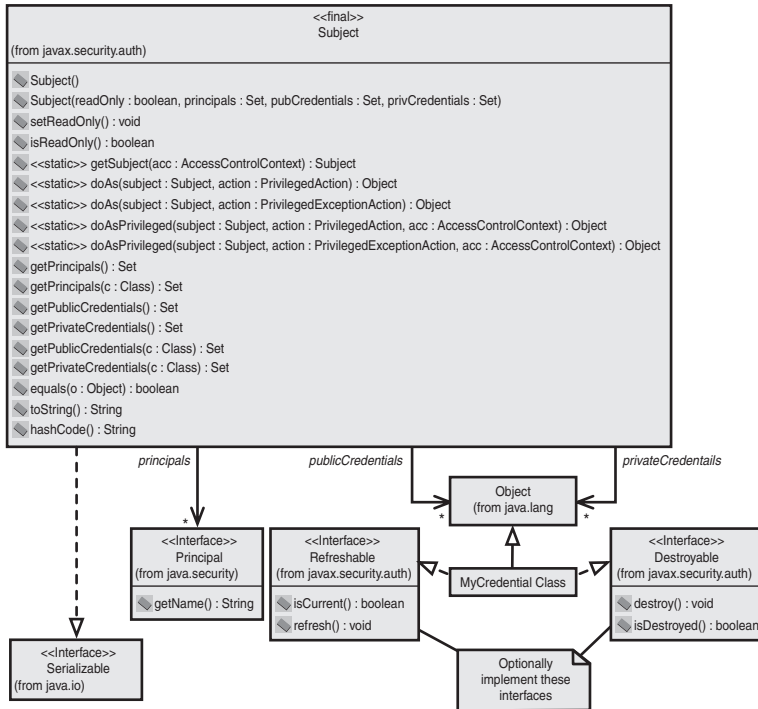 <<final>>
Subject
(from javax.security.auth)
Subject()
Subject(readOnly : boolean, principals : Set, pubCredentials : Set, privCredentials : Set)
setReadOnly() : void
isReadOnly() : boolean
<<static>> getSubject(acc : AccessControlContext) : Subject
<<static>> doAs(subject : Subject, action : PrivilegedAction) : Object
<<static>> doAs(subject : Subject, action : PrivilegedExceptionAction) : Object
<<static>> doAsPrivileged(subject : Subject, action : PrivilegedAction, acc : AccessControlContext) : Object
<<static>> doAsPrivileged(subject : Subject, action : PrivilegedExceptionAction, acc : AccessControlContext) : Object
getPrincipals() : Set
getPrincipals(c : Class) : Set
getPublicCredentials() : Set
getPrivateCredentials() : Set
getPublicCredentials(c : Class) : Set
getPrivateCredentials(c : Class) : Set
equals(o : Object) : boolean
toString() : String
hashCode() : String
principals
publicCredentials
privateCredentails
*
*
*
Object
(from java.lang
<<Interface>>
Principal
(from java.security)
getName() : String
<<Interface>>
Refreshable
(from javax.security.auth)
isCurrent() : boolean
refresh() : void
MyCredential Class
<<Interface>>
Destroyable
(from javax.security.auth)
destroy() : void
isDestroyed() : boolean
<<Interface>>
Serializable
(from java.io)
Optionally
implement these
interfaces